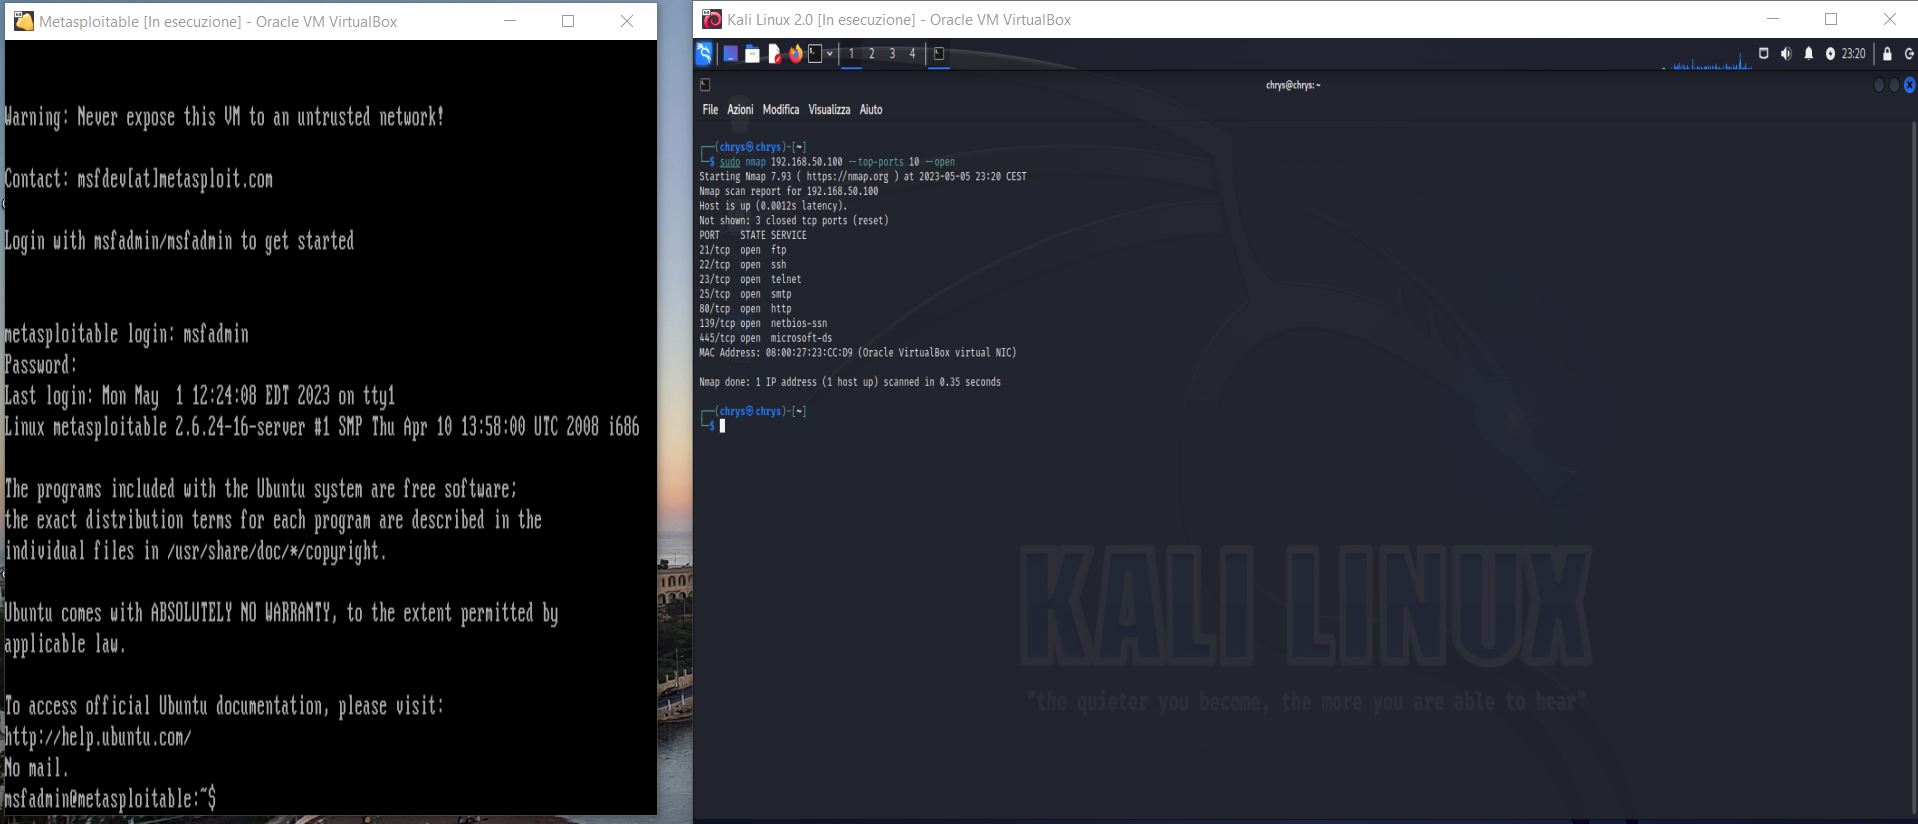 Metasploitable [In esecuzione] - Oracle VM VirtualBox
Warning: Never expose this VM to an untrusted network!
Contact: msfdev[at]metasploit.com
Login with msfadmin/msfadmin to get started
metasploitable login: msfadmin
Password:
Last login: Mon May  1 12:24:08 EDT 2023 on tty1
Linux metasploitable 2.6.24-16-server #1 SMP Thu Apr 10 13:58:00 UTC 2008 i686
The programs included with the Ubuntu system are free software;
the exact distribution terms for each program are described in the
individual files in /usr/share/doc/*/copyright.
Ubuntu comes with ABSOLUTELY NO WARRANTY, to the extent permitted by
applicable law.
To access official Ubuntu documentation, please visit:
http://help.ubuntu.com/
No mail.
msfadmin@metasploitable:~$
Kali Linux 2.0 [In esecuzione] - Oracle VM VirtualBox
1 2 3 4
23:20
chrys@chrys: ~
File Azioni Modifica Visualizza Aiuto
┌──(chrys㉿chrys)-[~]
└─$ sudo nmap 192.168.50.100 --top-ports 10 --open
Starting Nmap 7.93 ( https://nmap.org ) at 2023-05-05 23:20 CEST
Nmap scan report for 192.168.50.100
Host is up (0.0012s latency).
Not shown: 3 closed tcp ports (reset)
PORT    STATE SERVICE
21/tcp  open  ftp
22/tcp  open  ssh
23/tcp  open  telnet
25/tcp  open  smtp
80/tcp  open  http
139/tcp open  netbios-ssn
445/tcp open  microsoft-ds
MAC Address: 08:00:27:23:CC:D9 (Oracle VirtualBox virtual NIC)
Nmap done: 1 IP address (1 host up) scanned in 0.35 seconds
┌──(chrys㉿chrys)-[~]
└─$
KALI LINUX
"the quieter you become, the more you are able to hear"